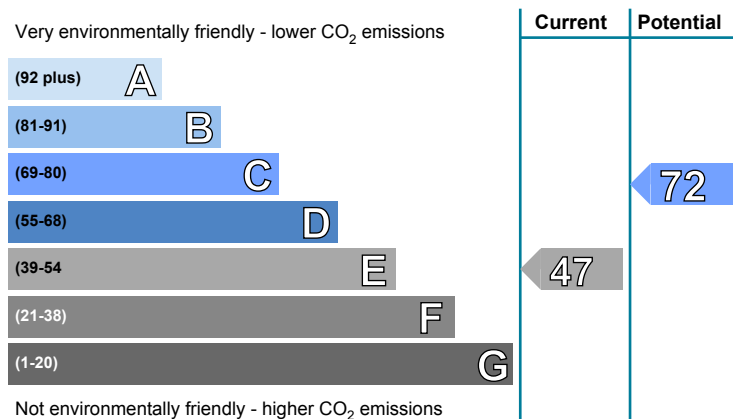 Current Potential
Very environmentally friendly - lower CO₂ emissions
(92 plus) A
(81-91) B
(69-80) C
72
(55-68) D
(39-54 E
47
(21-38) F
(1-20) G
Not environmentally friendly - higher CO₂ emissions